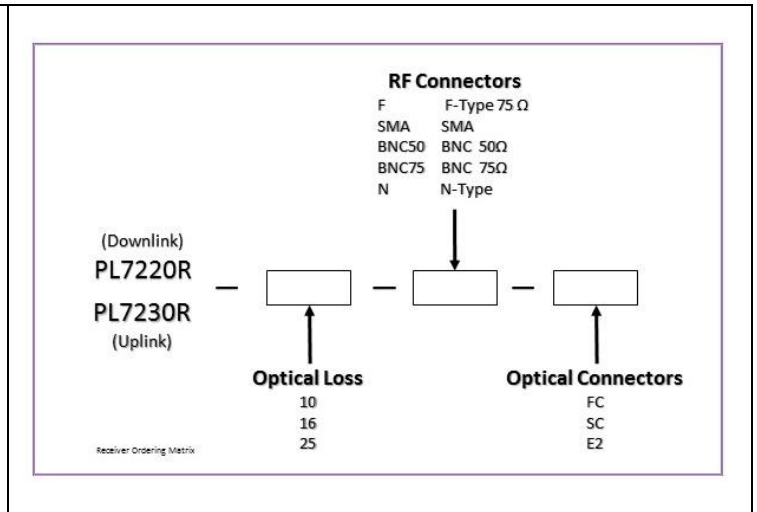 RF Connectors
F F-Type 75 Ω
SMA SMA
BNC50 BNC 50Ω
BNC75 BNC 75Ω
N N-Type
(Downlink)
PL7220R
PL7230R
(Uplink)
— — —
Optical Loss
10
16
25
Optical Connectors
FC
SC
E2
Receiver Ordering Matrix